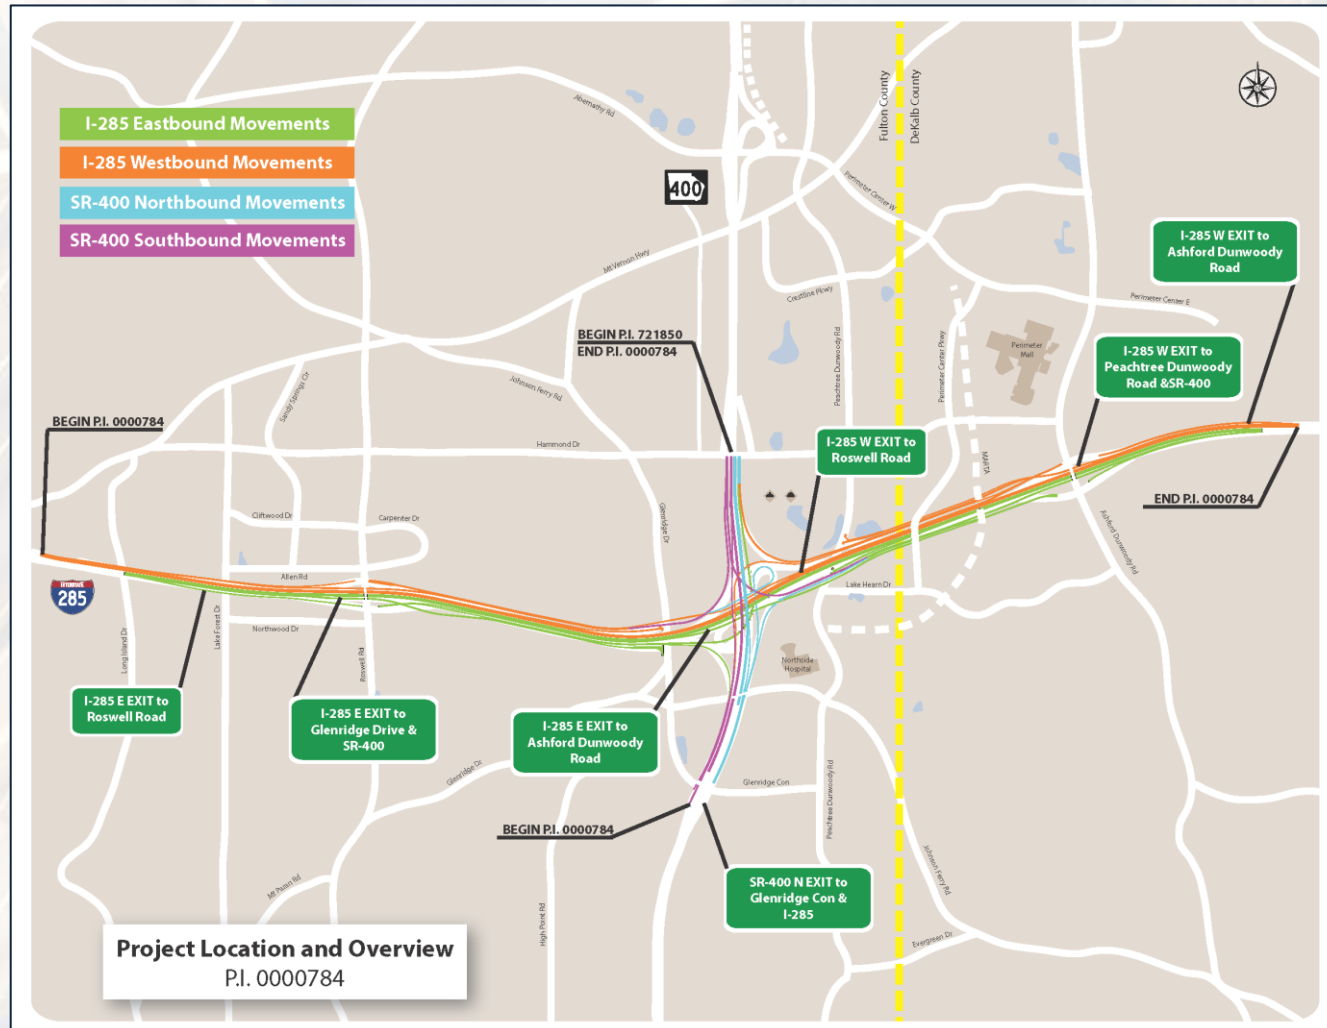 I-285 Eastbound Movements
I-285 Westbound Movements
SR-400 Northbound Movements
SR-400 Southbound Movements
Abernathy Rd
400
Fulton County
DeKalb County
Perimeter Center W
Mt Vernon Hwy
Crestline Pkwy
Perimeter Center E
I-285 W EXIT to
Ashford Dunwoody
Road
BEGIN P.I. 721850
END P.I. 0000784
Peachtree Dunwoody Rd
Perimeter Center Pkwy
Perimeter
Mall
I-285 W EXIT to
Peachtree Dunwoody
Road &SR-400
Sandy Springs Cir
Johnson Ferry Rd
BEGIN P.I. 0000784
Hammond Dr
I-285 W EXIT to
Roswell Road
MARTA
END P.I. 0000784
Cliftwood Dr
Carpenter Dr
Glenridge Dr
Ashford Dunwoody Rd
Allen Rd
Lake Hearn Dr
285
Long Island Dr
Lake Forest Dr
Northwood Dr
Roswell Rd
Northside
Hospital
I-285 E EXIT to
Roswell Road
I-285 E EXIT to
Glenridge Drive &
SR-400
I-285 E EXIT to
Ashford Dunwoody
Road
Glenridge Dr
Glenridge Con
Peachtree Dunwoody Rd
BEGIN P.I. 0000784
Johnson Ferry Rd
SR-400 N EXIT to
Glenridge Con &
I-285
Mt Paran Rd
High Point Rd
Evergreen Dr
Project Location and Overview
P.I. 0000784